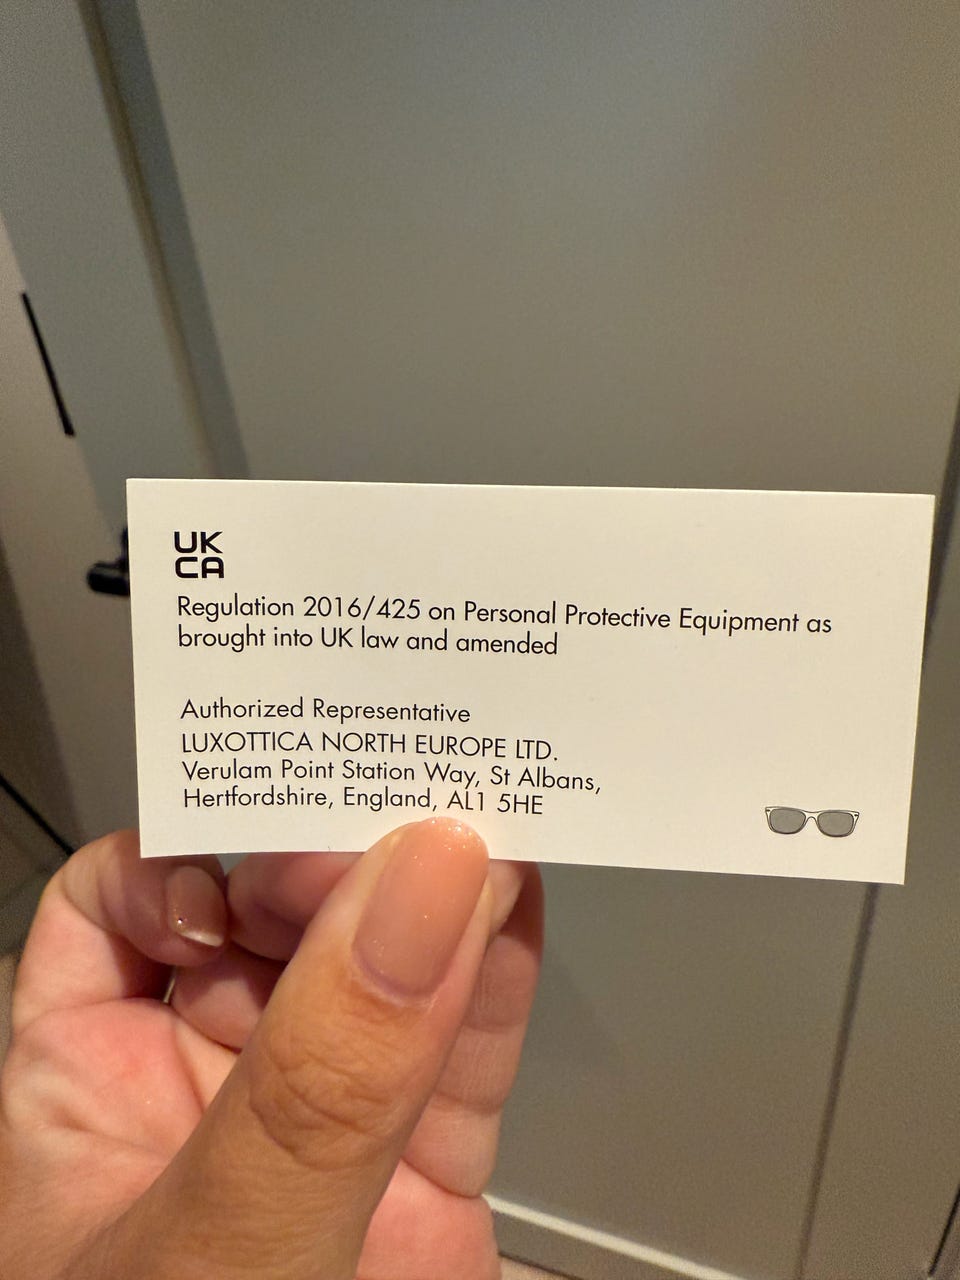 UK
CA
Regulation 2016/425 on Personal Protective Equipment as
brought into UK law and amended
Authorized Representative
LUXOTTICA NORTH EUROPE LTD.
Verulam Point Station Way, St Albans,
Hertfordshire, England, AL1 5HE